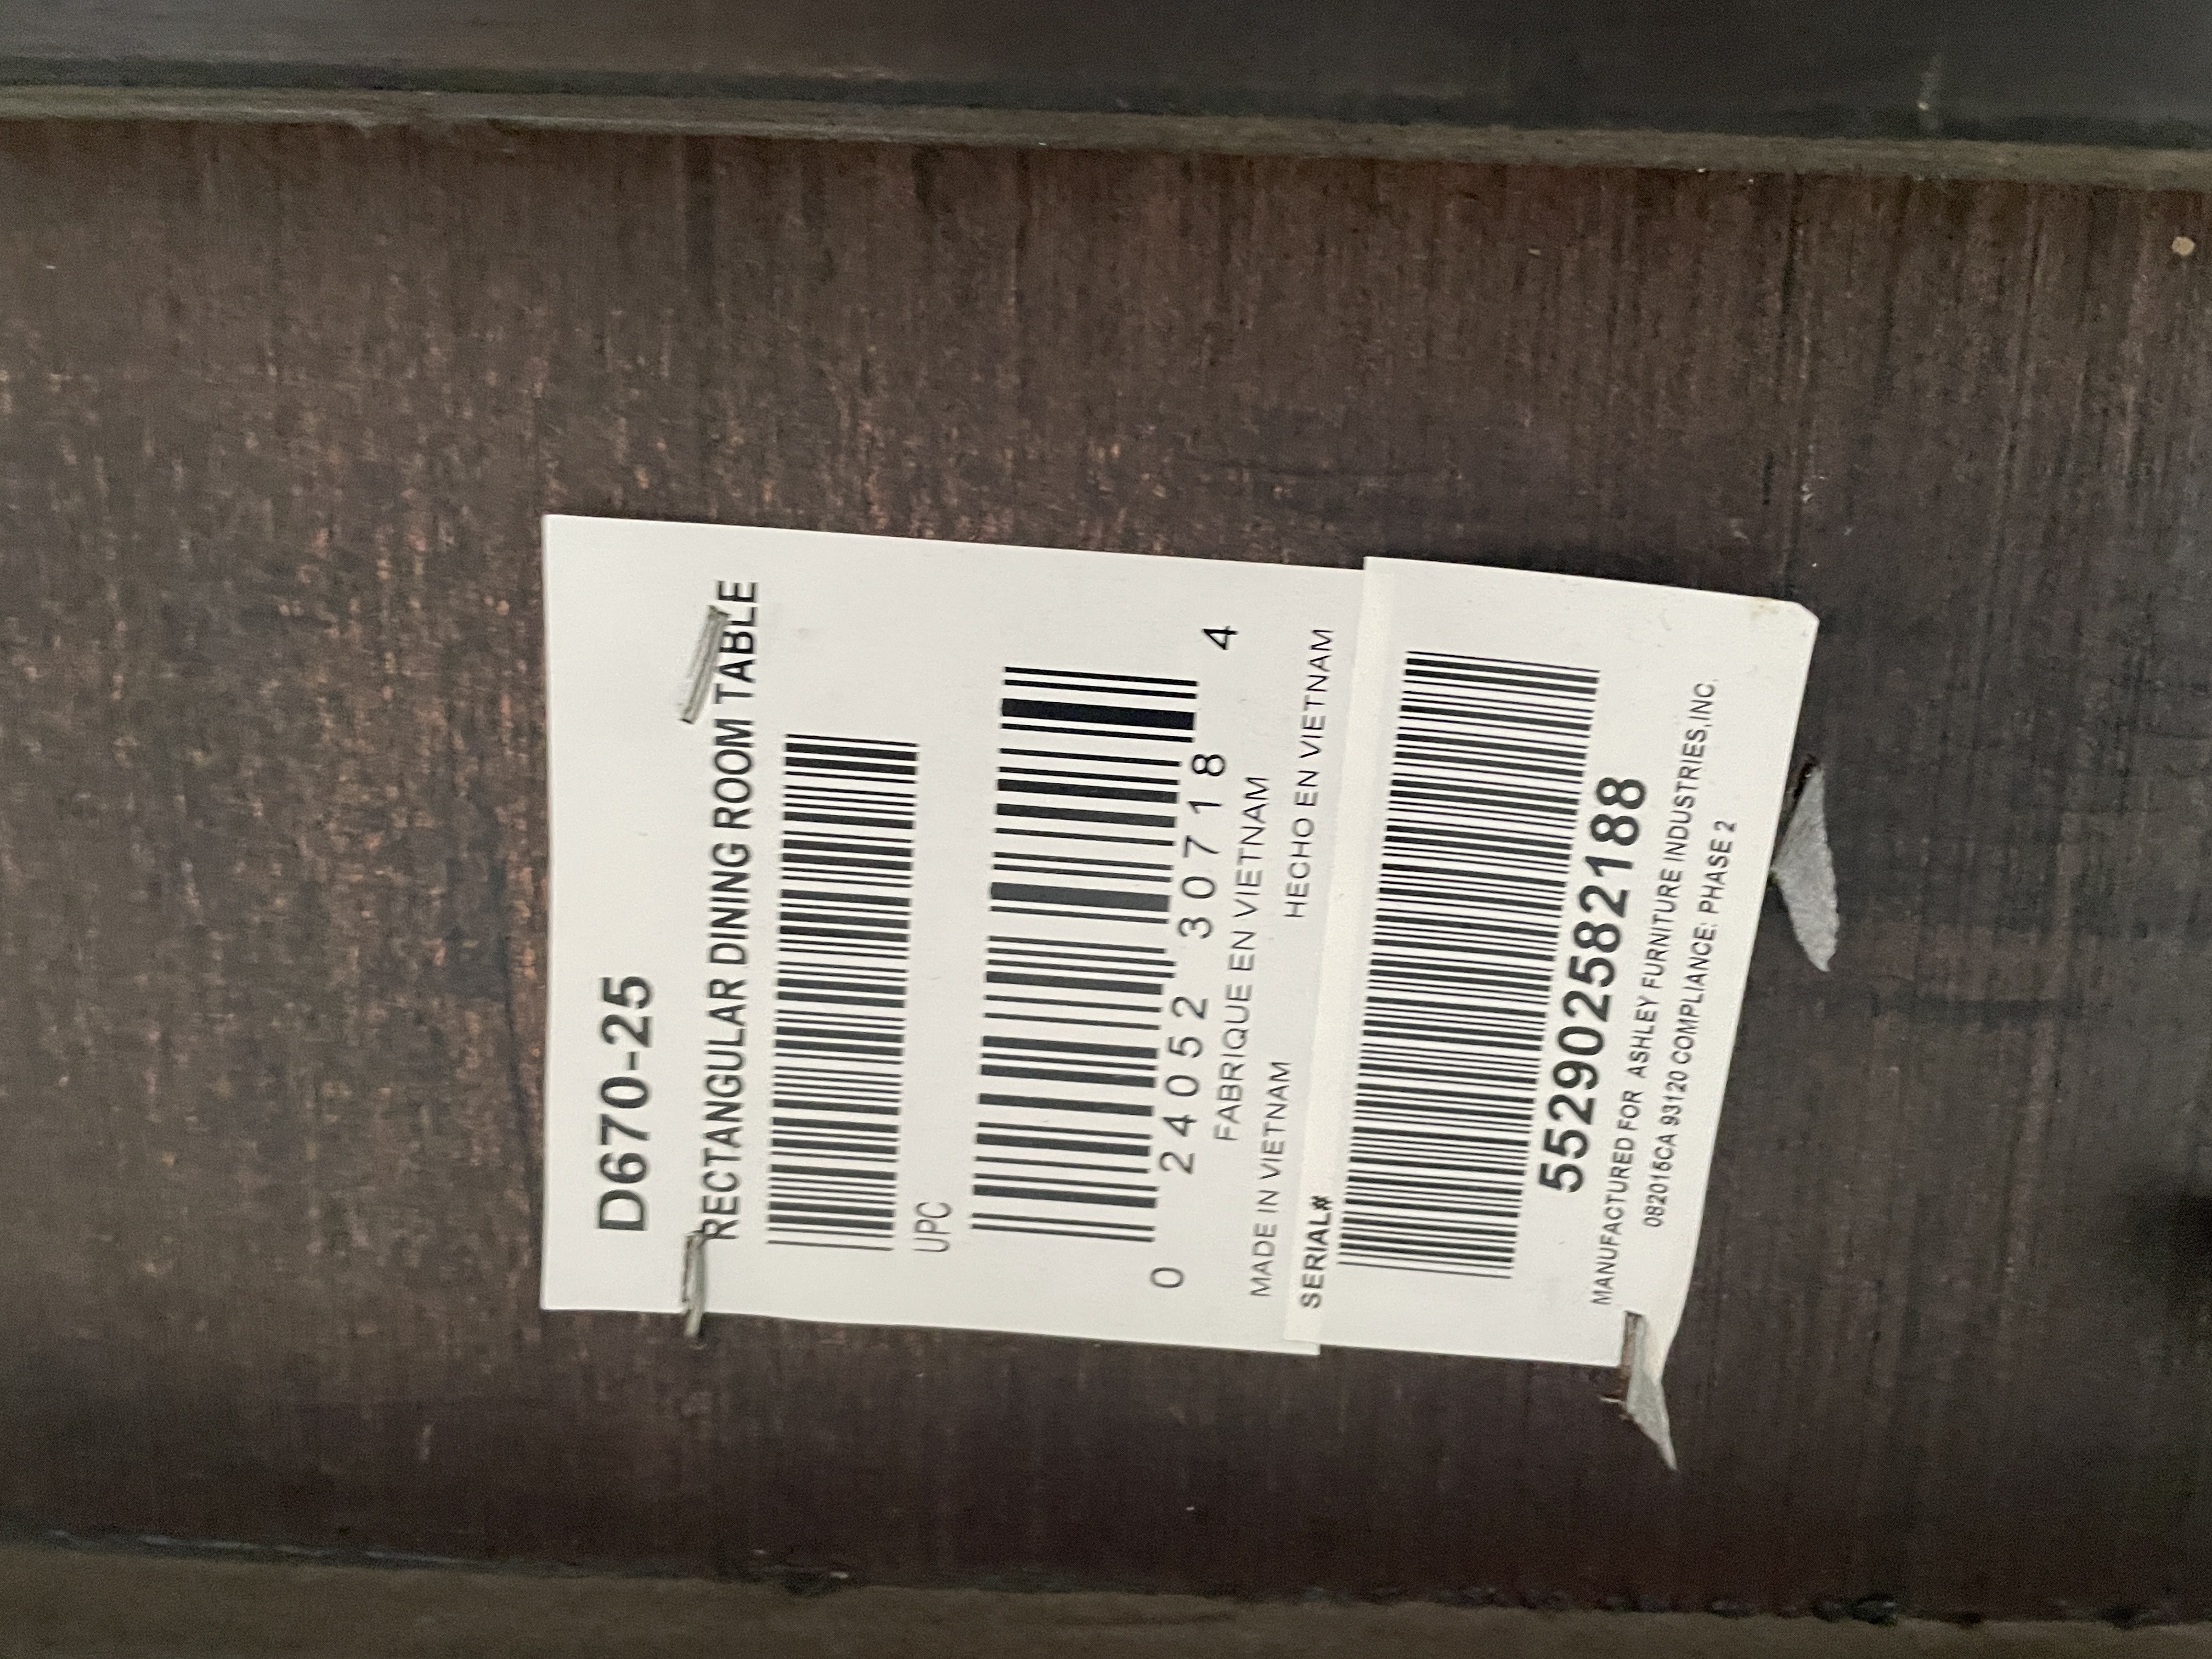 D670-25
RECTANGULAR DINING ROOM TABLE
UPC
0 24052 30718 4
FABRIQUE EN VIETNAM
MADE IN VIETNAM HECHO EN VIETNAM
SERIAL#
552902582188
MANUFACTURED FOR ASHLEY FURNITURE INDUSTRIES,INC.
082015CA 93120 COMPLIANCE: PHASE 2